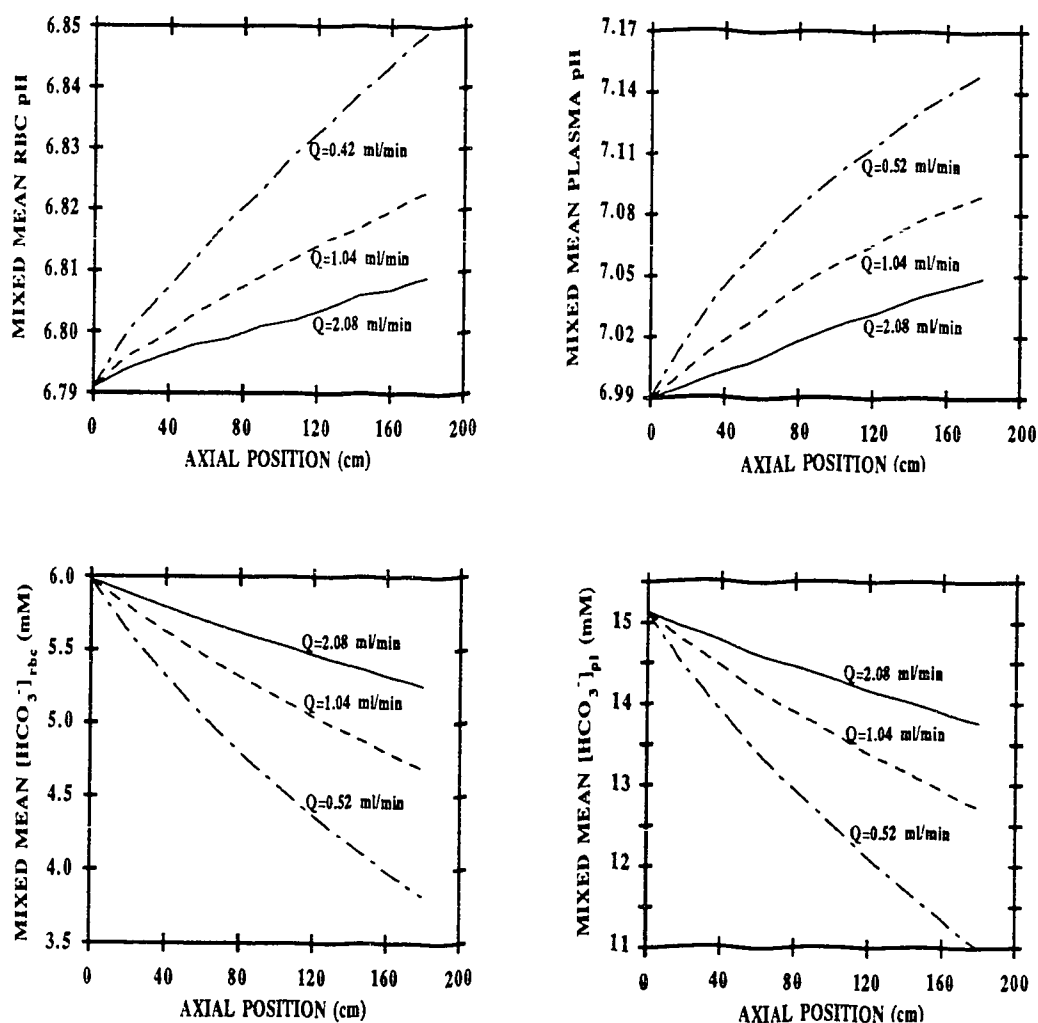 MIXED MEAN RBC pH
6.85
6.84
6.83
6.82
6.81
6.80
6.79
Q=0.42 ml/min
Q=1.04 ml/min
Q=2.08 ml/min
0 40 80 120 160 200
AXIAL POSITION (cm)
MIXED MEAN PLASMA pH
7.17
7.14
7.11
7.08
7.05
7.02
6.99
Q=0.52 ml/min
Q=1.04 ml/min
Q=2.08 ml/min
0 40 80 120 160 200
AXIAL POSITION (cm)
MIXED MEAN [HCO₃⁻]rbc (mM)
6.0
5.5
5.0
4.5
4.0
3.5
Q=2.08 ml/min
Q=1.04 ml/min
Q=0.52 ml/min
0 40 80 120 160 200
AXIAL POSITION (cm)
MIXED MEAN [HCO₃⁻]pl (mM)
15
14
13
12
11
Q=2.08 ml/min
Q=1.04 ml/min
Q=0.52 ml/min
0 40 80 120 160 200
AXIAL POSITION (cm)